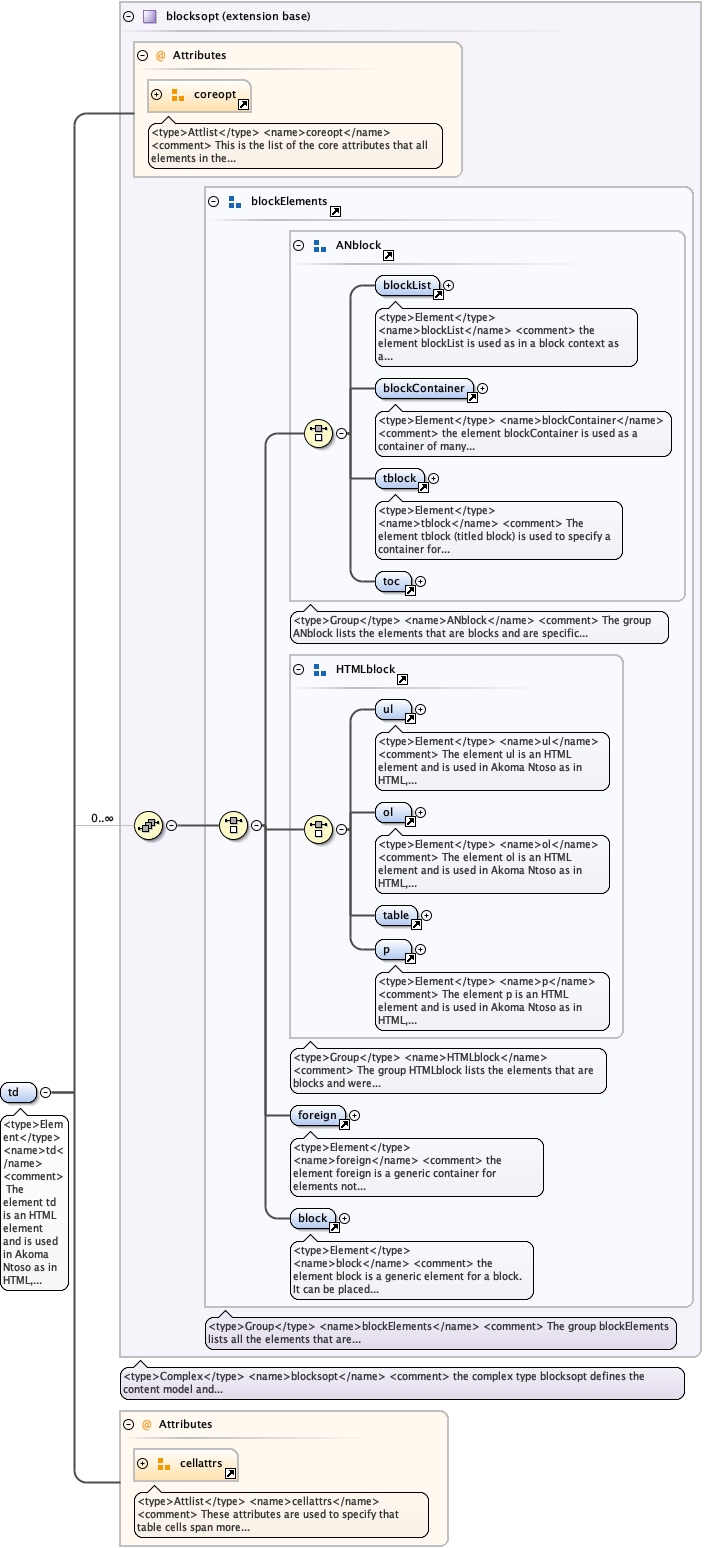 blocksopt (extension base)
@ Attributes
coreopt
<type>Attlist</type> <name>coreopt</name>
<comment> This is the list of the core attributes that all
elements in the...
blockElements
ANblock
blockList
<type>Element</type>
<name>blockList</name> <comment> the
element blockList is used as in a block context as
a...
blockContainer
<type>Element</type> <name>blockContainer</name>
<comment> the element blockContainer is used as a
container of many...
tblock
<type>Element</type>
<name>tblock</name> <comment> The
element tblock (titled block) is used to specify a
container for...
toc
<type>Group</type> <name>ANblock</name> <comment> The group
ANblock lists the elements that are blocks and are specific...
HTMLblock
ul
<type>Element</type> <name>ul</name>
<comment> The element ul is an HTML
element and is used in Akoma Ntoso as in
HTML,...
0..∞
ol
<type>Element</type> <name>ol</name>
<comment> The element ol is an HTML
element and is used in Akoma Ntoso as in
HTML,...
table
p
<type>Element</type> <name>p</name>
<comment> The element p is an HTML
element and is used in Akoma Ntoso as in
HTML,...
<type>Group</type> <name>HTMLblock</name>
<comment> The group HTMLblock lists the elements that are
blocks and were...
td
<type>Elem
ent</type>
<name>td<
/name>
<comment>
The
element td
is an HTML
element
and is used
in Akoma
Ntoso as in
HTML,...
foreign
<type>Element</type>
<name>foreign</name> <comment> the
element foreign is a generic container for
elements not...
block
<type>Element</type>
<name>block</name> <comment> the
element block is a generic element for a block.
It can be placed...
<type>Group</type> <name>blockElements</name> <comment> The group blockElements
lists all the elements that are...
<type>Complex</type> <name>blocksopt</name> <comment> the complex type blocksopt defines the
content model and...
@ Attributes
cellattrs
<type>Attlist</type> <name>cellattrs</name>
<comment> These attributes are used to specify that
table cells span more...